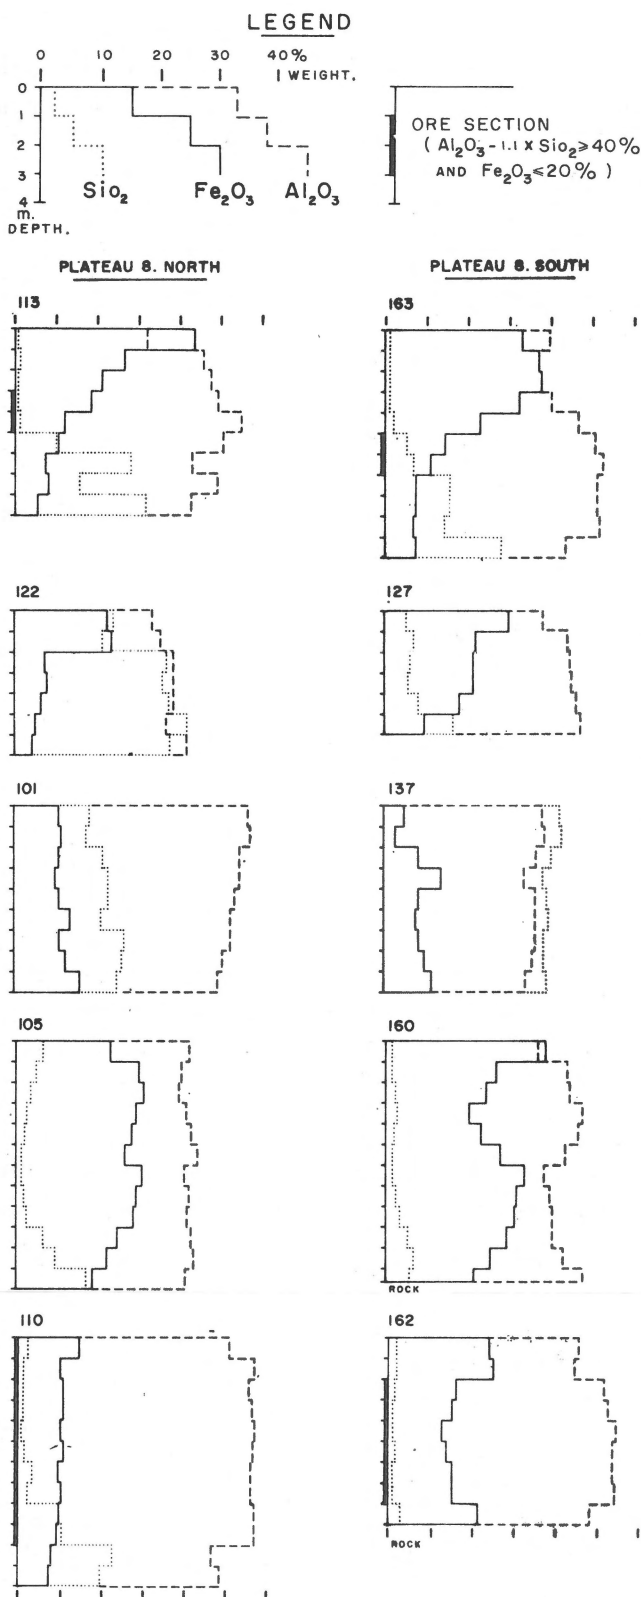 LEGEND
0 10 20 30 40%
WEIGHT.
0
1
2
3
4
m.
DEPTH.
Sio₂ Fe₂O₃ Al₂O₃
ORE SECTION
( Al₂O₃ - 1.1 x Sio₂ ⩾ 40%
AND Fe₂O₃ ⩽ 20% )
PLATEAU 8. NORTH PLATEAU 8. SOUTH
113 163
122 127
101 137
105 160
ROCK
110 162
ROCK